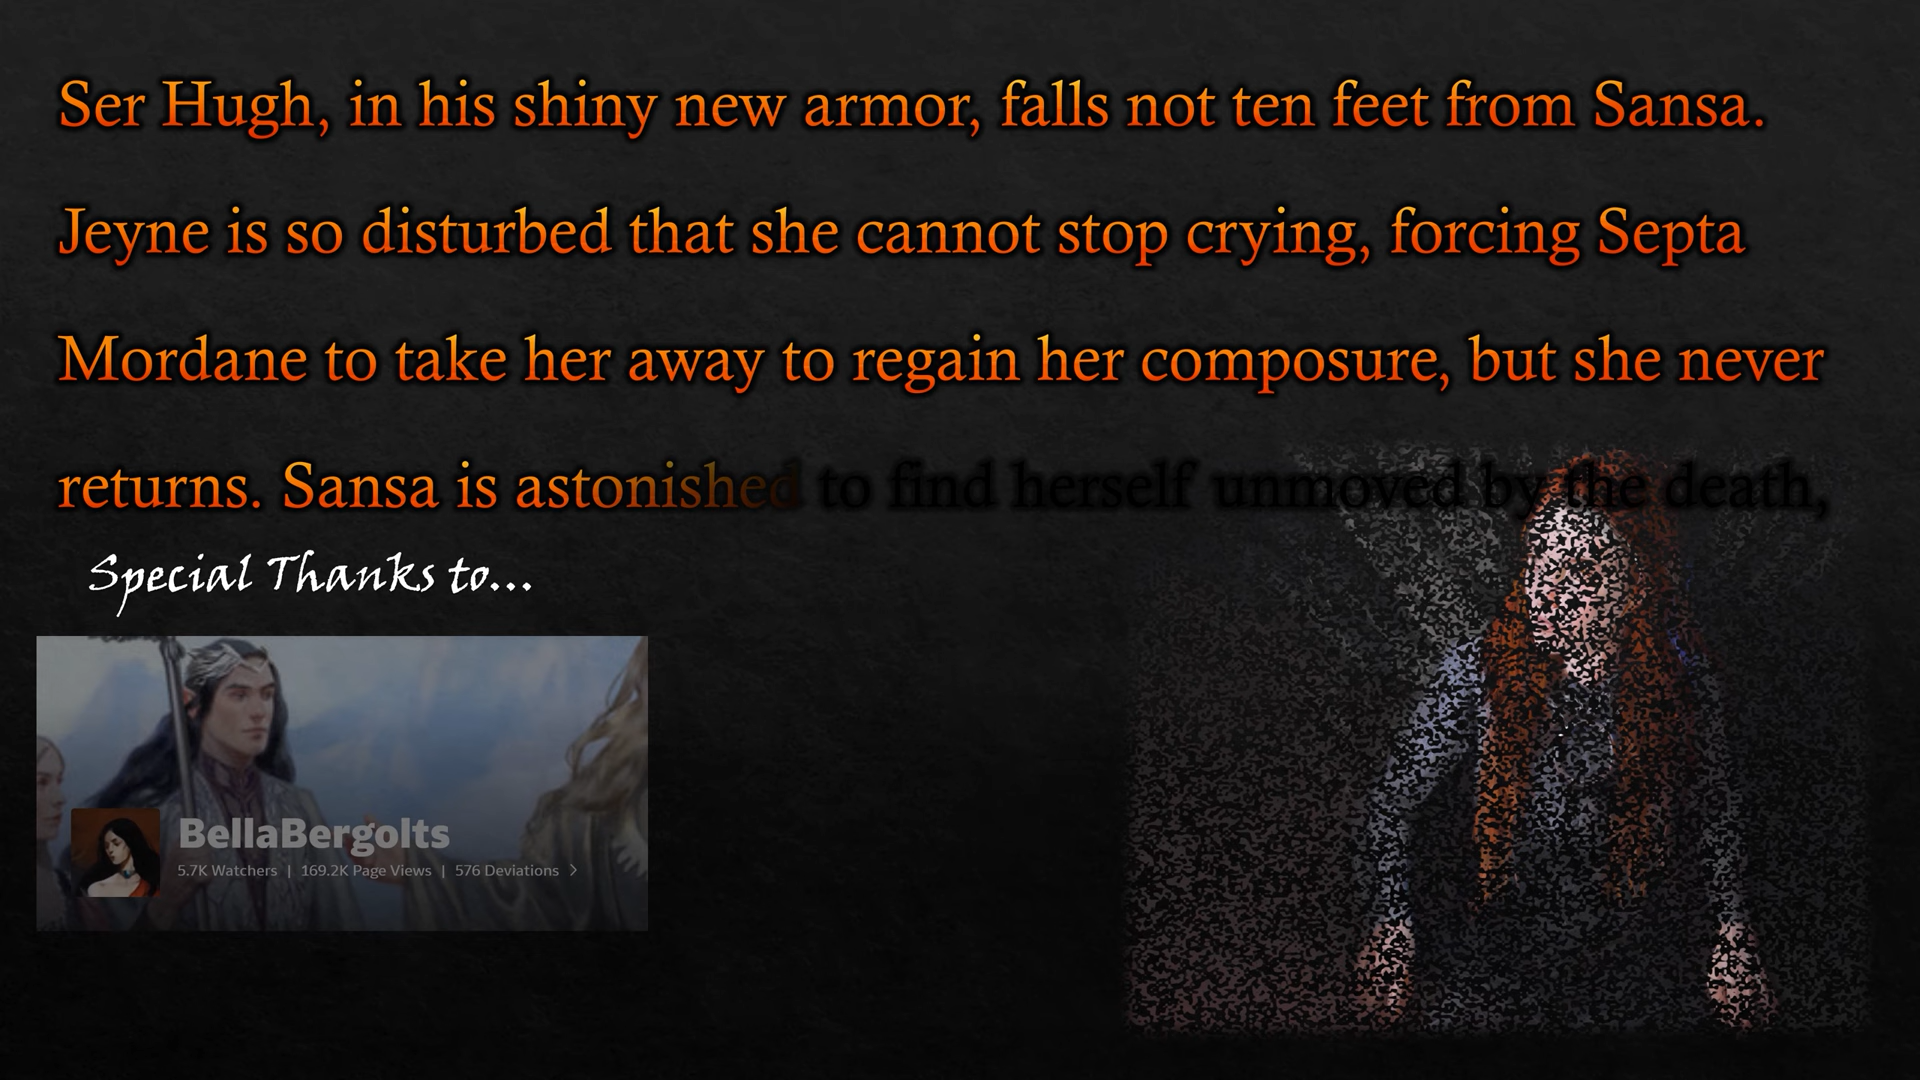 Ser Hugh, in his shiny new armor, falls not ten feet from Sansa.
Jeyne is so disturbed that she cannot stop crying, forcing Septa
Mordane to take her away to regain her composure, but she never
returns. Sansa is astonished to find herself unmoved by the death,
Special Thanks to...
BellaBergolts
5.7K Watchers | 169.2K Page Views | 576 Deviations >